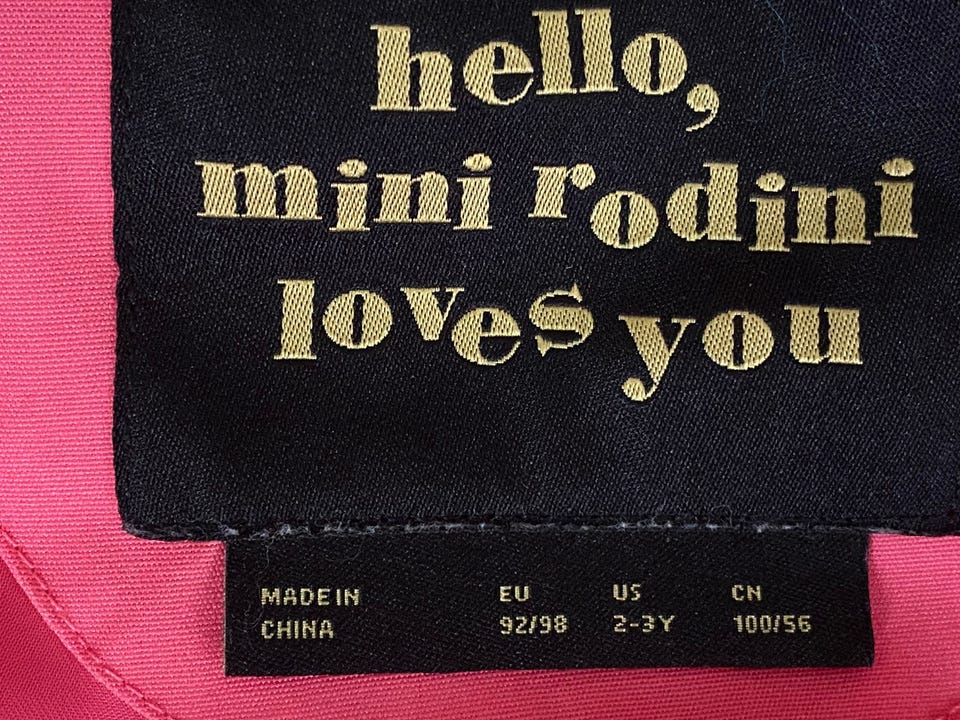 hello,
mini rodini
loves you
MADE IN EU US CN
CHINA 92/98 2-3Y 100/56